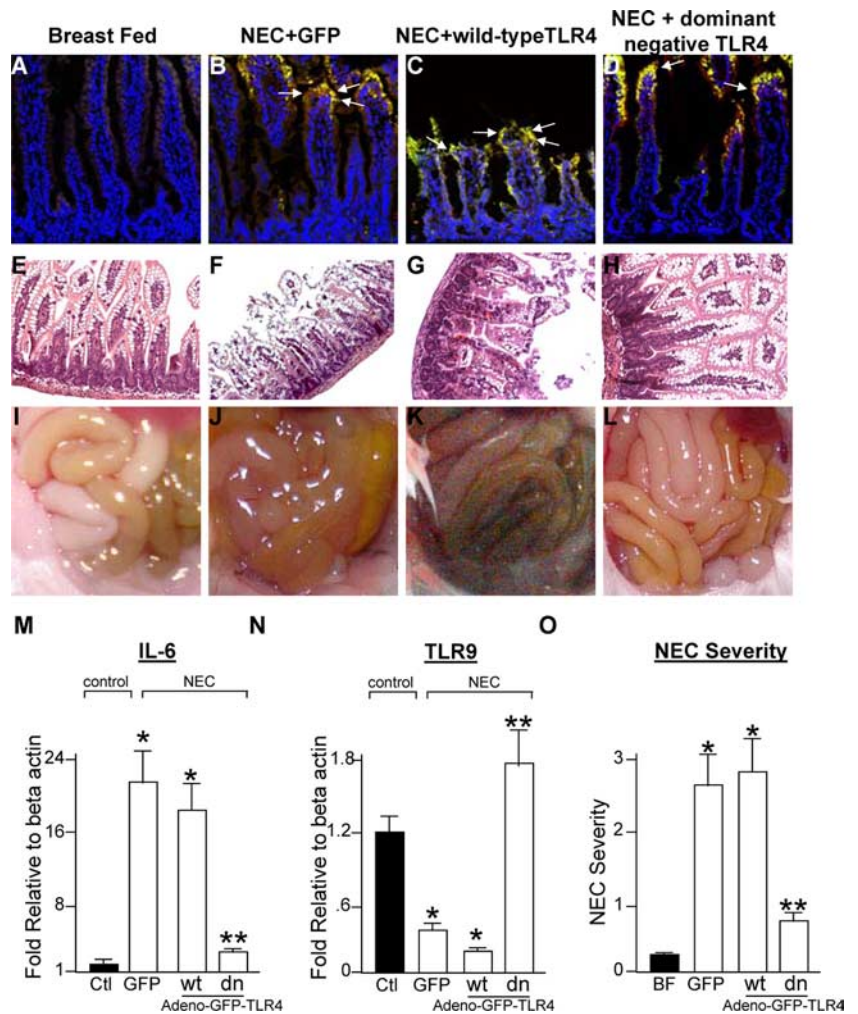 Breast Fed NEC+GFP NEC+wild-typeTLR4 NEC + dominant
negative TLR4
A B C D
E F G H
I J K L
M N O
IL-6 TLR9 NEC Severity
control NEC control NEC
Fold Relative to beta actin
24
16
8
1
* * **
Ctl GFP wt dn
Adeno-GFP-TLR4
Fold Relative to beta actin
1.8
1.2
.6
0
* * **
Ctl GFP wt dn
Adeno-GFP-TLR4
NEC Severity
3
2
1
0
* * **
BF GFP wt dn
Adeno-GFP-TLR4